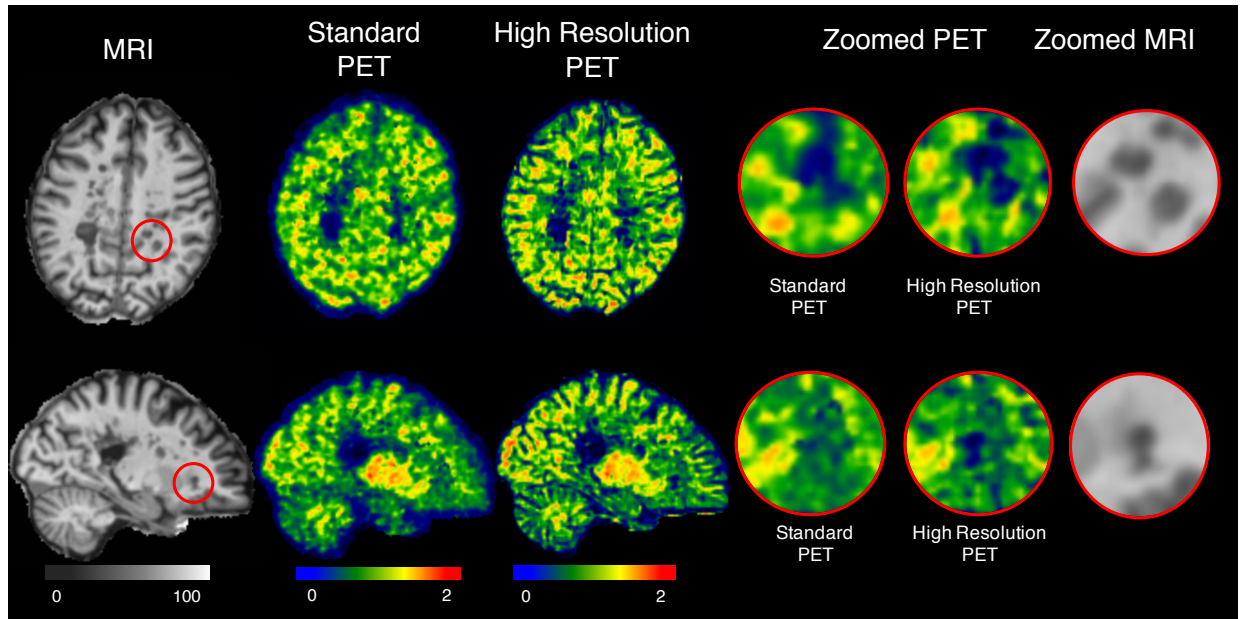 MRI
Standard
PET
High Resolution
PET
Zoomed PET
Zoomed MRI
Standard
PET
High Resolution
PET
Standard
PET
High Resolution
PET
0
100
0
2
0
2